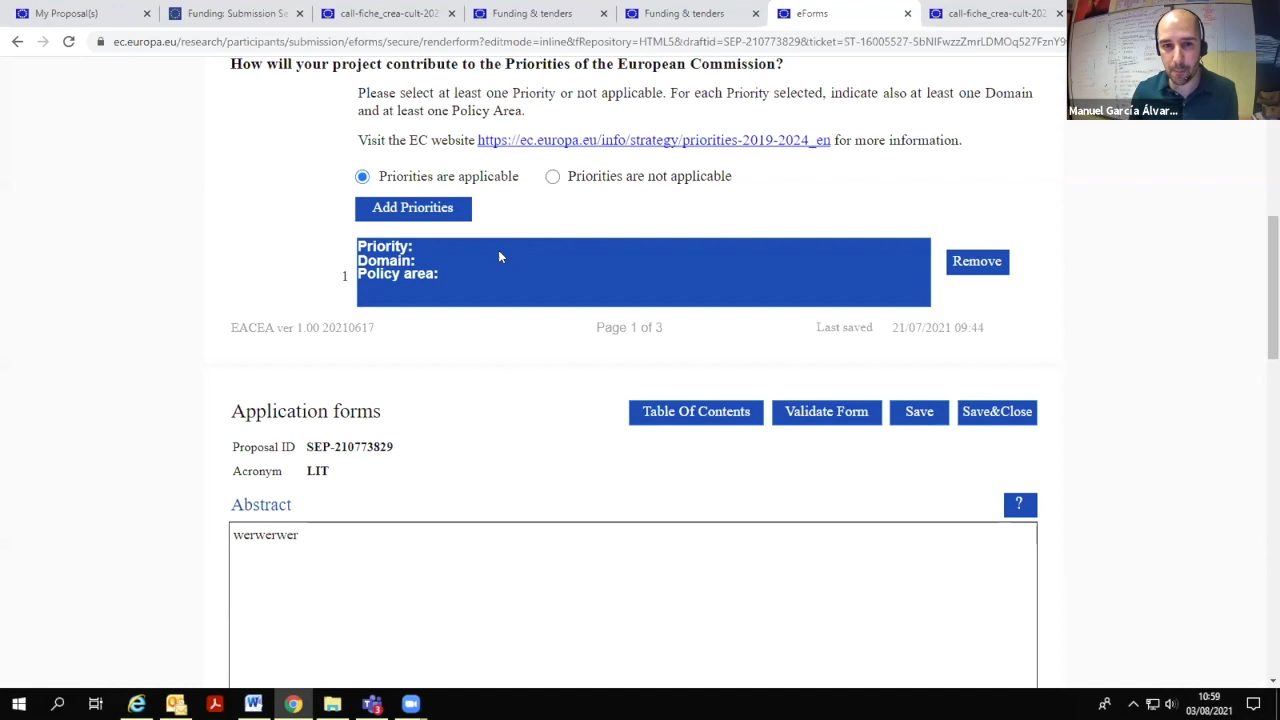 My Proposal(s)
Funding: Submission Se
call-fiche_crea-cult-202
Funding & tenders
Funding & tenders
eForms
call-fiche_crea-cult-202
Manuel García Álvar...
How will your project contribute to the Priorities of the European Commission?
Please select at least one Priority or not applicable. For each Priority selected, indicate also at least one Domain
and at least one Policy Area.
Visit the EC website https://ec.europa.eu/info/strategy/priorities-2019-2024_en for more information.
Priorities are applicable
Priorities are not applicable
Add Priorities
Priority:
Domain:
Policy area:
1
Remove
EACEA ver 1.00 20210617
Page 1 of 3
Last saved 21/07/2021 09:44
Application forms
Table Of Contents
Validate Form
Save
Save&Close
Proposal ID SEP-210773829
Acronym LIT
Abstract
?
werwerwer
10:59
03/08/2021